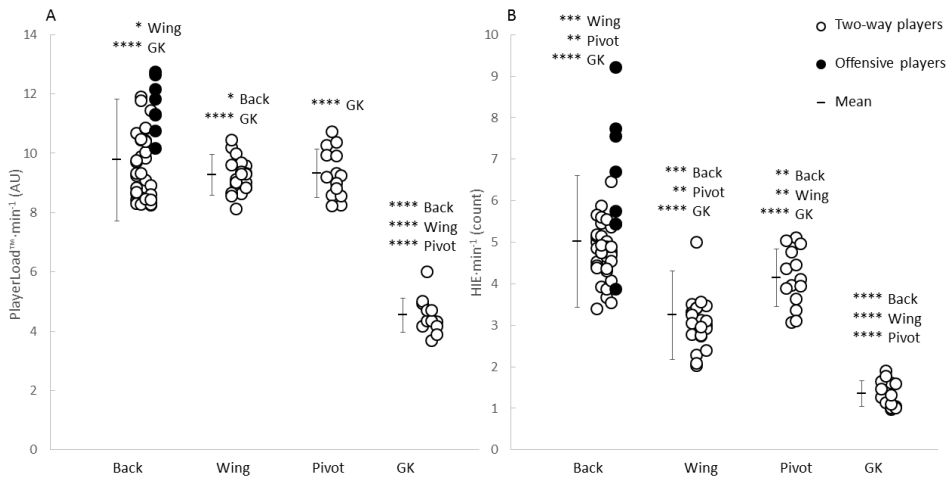 A
PlayerLoad™·min⁻¹ (AU)
14
12
10
8
6
4
2
0
* Wing
**** GK
* Back
**** GK
**** GK
**** Back
**** Wing
**** Pivot
Back
Wing
Pivot
GK
B
HIE·min⁻¹ (count)
10
9
8
7
6
5
4
3
2
1
0
*** Wing
** Pivot
**** GK
*** Back
** Pivot
**** GK
** Back
** Wing
**** GK
**** Back
**** Wing
**** Pivot
Back
Wing
Pivot
GK
Two-way players
Offensive players
Mean